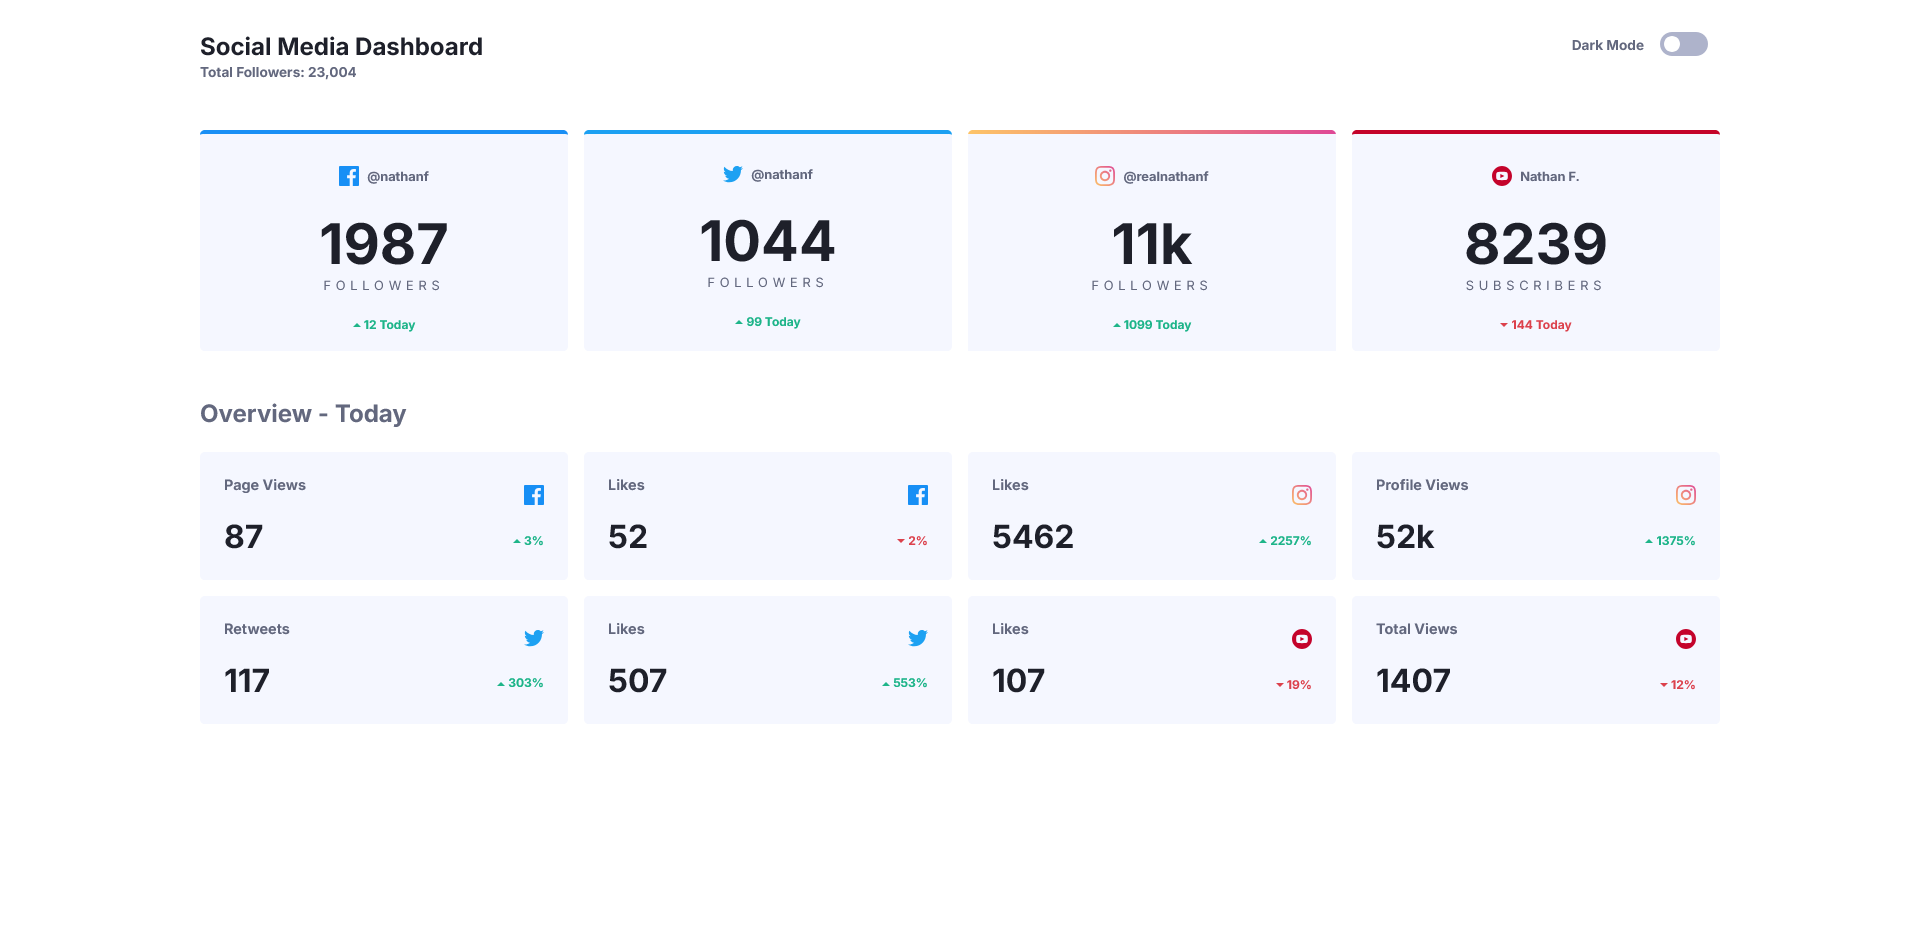 Social Media Dashboard
Total Followers: 23,004
Dark Mode
@nathanf
1987
FOLLOWERS
12 Today
@nathanf
1044
FOLLOWERS
99 Today
@realnathanf
11k
FOLLOWERS
1099 Today
Nathan F.
8239
SUBSCRIBERS
144 Today
Overview - Today
Page Views
87
3%
Likes
52
2%
Likes
5462
2257%
Profile Views
52k
1375%
Retweets
117
303%
Likes
507
553%
Likes
107
19%
Total Views
1407
12%